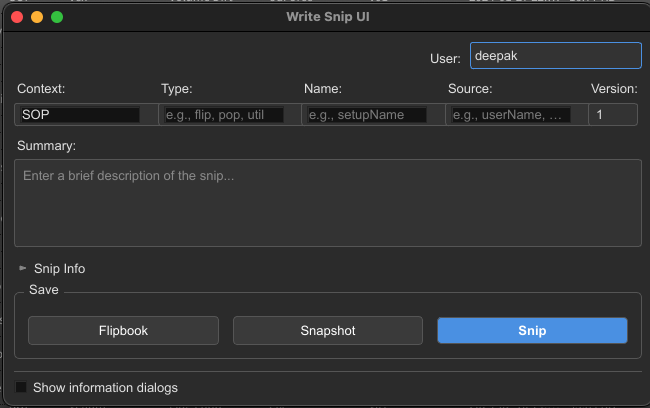 Write Snip UI
User: deepak
Context: Type: Name: Source: Version:
SOP e.g., flip, pop, util e.g., setupName e.g., userName, ... 1
Summary:
Enter a brief description of the snip...
Snip Info
Save
Flipbook Snapshot Snip
Show information dialogs